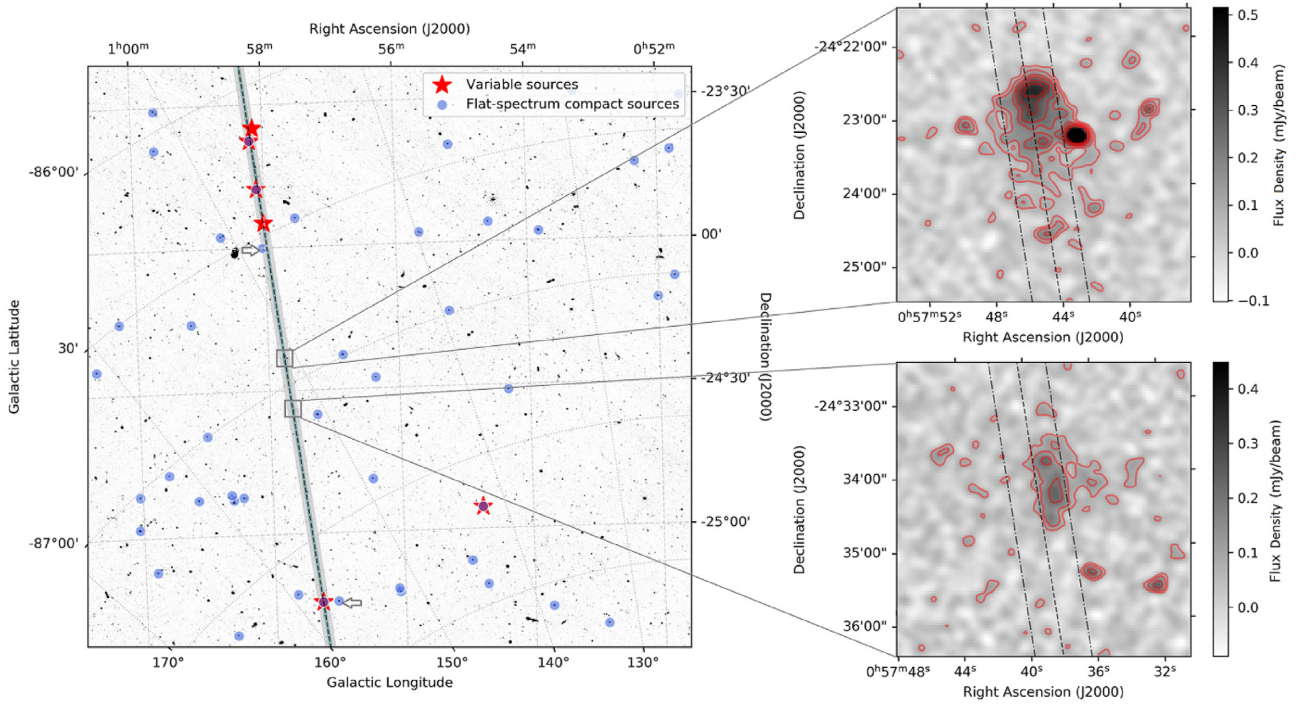 Right Ascension (J2000)
1ʰ00ᵐ 58ᵐ 56ᵐ 54ᵐ 0ʰ52ᵐ
Variable sources
Flat-spectrum compact sources
-23°30'
-86°00'
00'
30'
-24°30'
-25°00'
-87°00'
Galactic Latitude
Declination (J2000)
170° 160° 150° 140° 130°
Galactic Longitude
-24°22'00"
23'00"
24'00"
25'00"
Declination (J2000)
0ʰ57ᵐ52ˢ 48ˢ 44ˢ 40ˢ
Right Ascension (J2000)
0.5
0.4
0.3
0.2
0.1
0.0
−0.1
Flux Density (mJy/beam)
-24°33'00"
34'00"
35'00"
36'00"
Declination (J2000)
0ʰ57ᵐ48ˢ 44ˢ 40ˢ 36ˢ 32ˢ
Right Ascension (J2000)
0.4
0.3
0.2
0.1
0.0
Flux Density (mJy/beam)